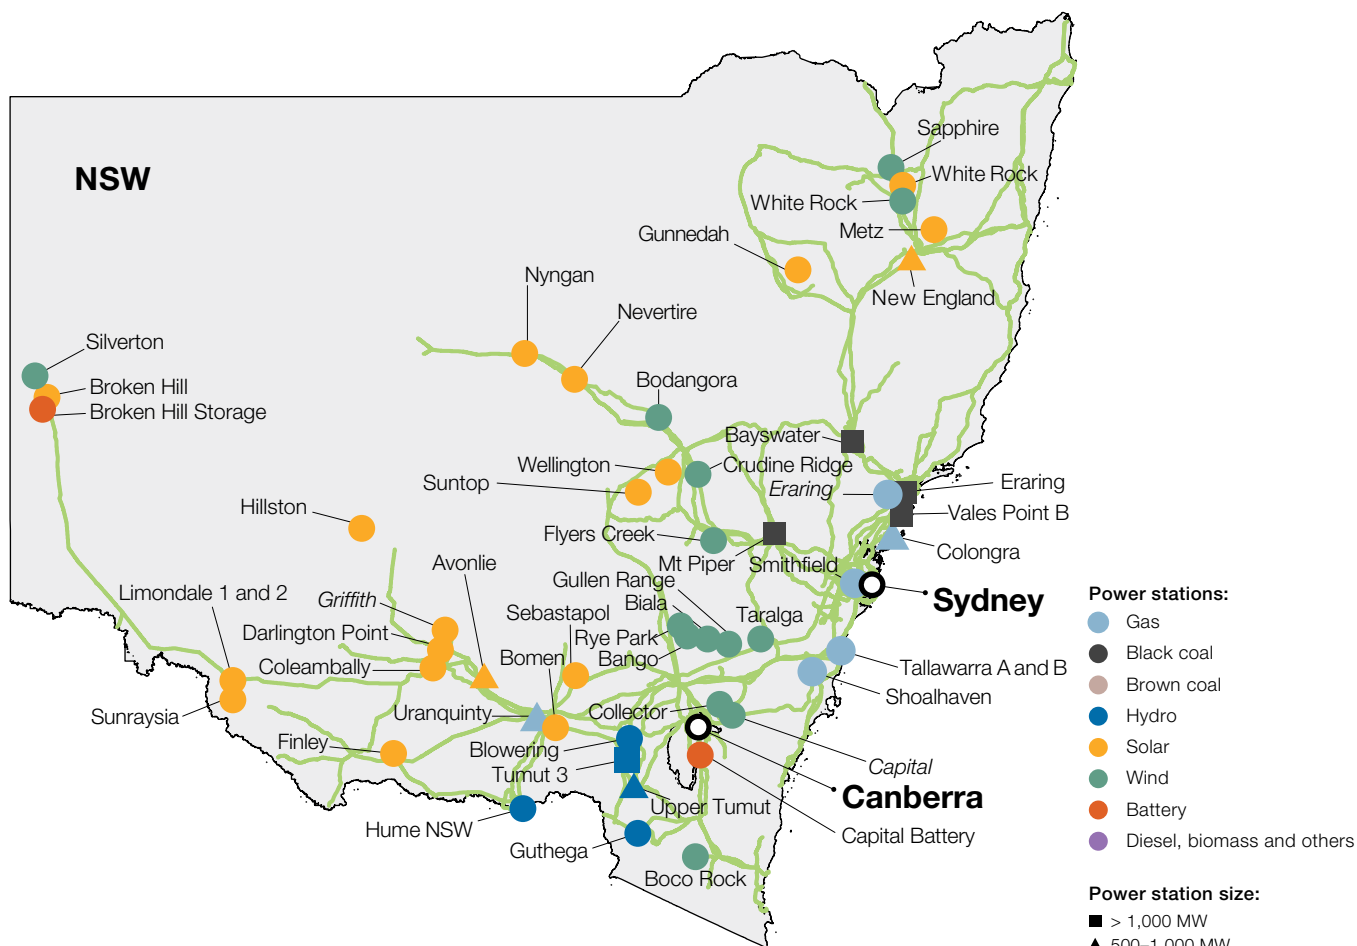 NSW
Sapphire
White Rock
White Rock
Metz
Gunnedah
New England
Nyngan
Nevertire
Silverton
Bodangora
Broken Hill
Broken Hill Storage
Bayswater
Wellington
Crudine Ridge
Suntop
Eraring
Eraring
Hillston
Vales Point B
Flyers Creek
Colongra
Mt Piper
Smithfield
Avonlie
Gullen Range
Limondale 1 and 2
Griffith
Biala
Sebastapol
Taralga
Sydney
Darlington Point
Rye Park
Coleambally
Bomen
Bango
Tallawarra A and B
Shoalhaven
Sunraysia
Uranquinty
Collector
Finley
Blowering
Tumut 3
Capital
Canberra
Upper Tumut
Hume NSW
Capital Battery
Guthega
Boco Rock
Power stations:
Gas
Black coal
Brown coal
Hydro
Solar
Wind
Battery
Diesel, biomass and others
Power station size:
> 1,000 MW
500–1,000 MW